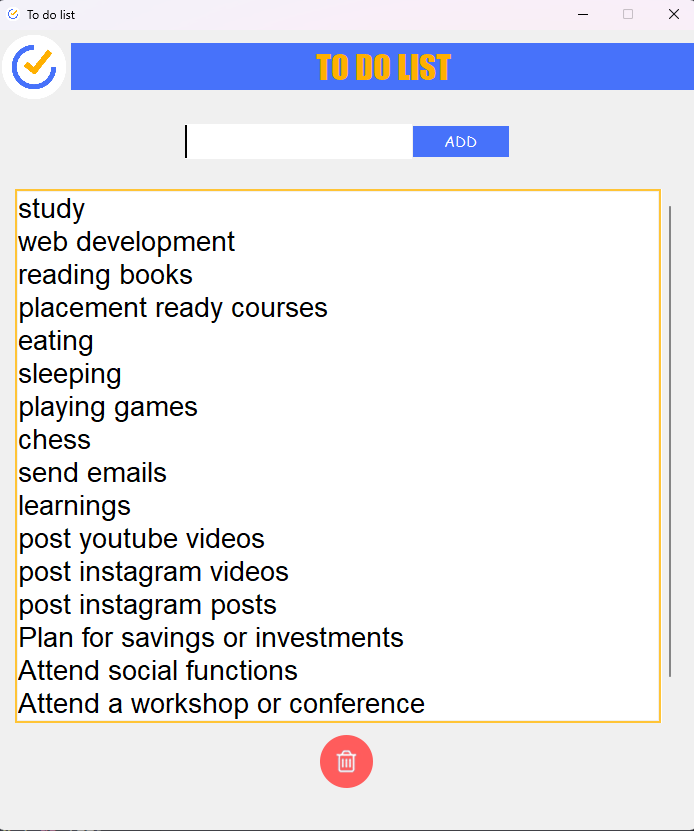 To do list
TO DO LIST
ADD
study
web development
reading books
placement ready courses
eating
sleeping
playing games
chess
send emails
learnings
post youtube videos
post instagram videos
post instagram posts
Plan for savings or investments
Attend social functions
Attend a workshop or conference